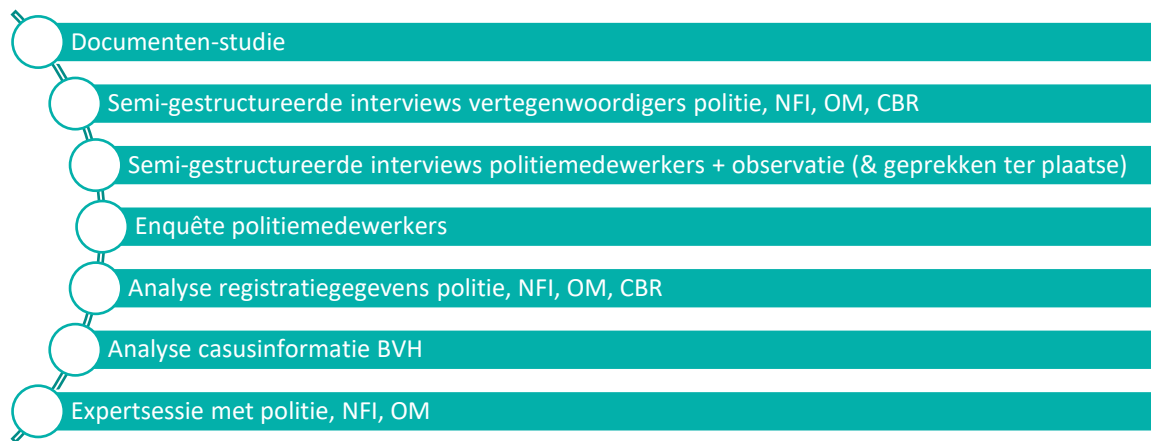 Documenten-studie
Semi-gestructureerde interviews vertegenwoordigers politie, NFI, OM, CBR
Semi-gestructureerde interviews politiemedewerkers + observatie (& geprekken ter plaatse)
Enquête politiemedewerkers
Analyse registratiegegevens politie, NFI, OM, CBR
Analyse casusinformatie BVH
Expertsessie met politie, NFI, OM